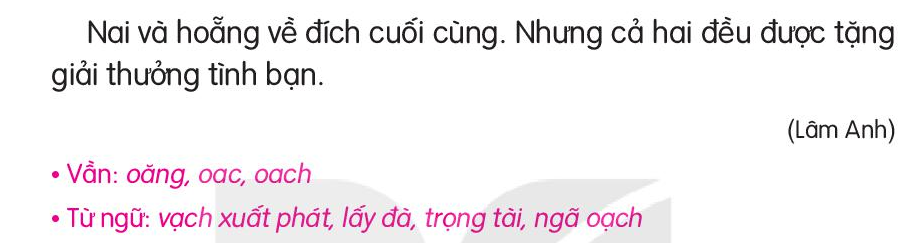 Nai và hoẵng về đích cuối cùng. Nhưng cả hai đều được tặng
giải thưởng tình bạn.
(Lâm Anh)
• Vần: oăng, oac, oach
• Từ ngữ: vạch xuất phát, lấy đà, trọng tài, ngã oạch